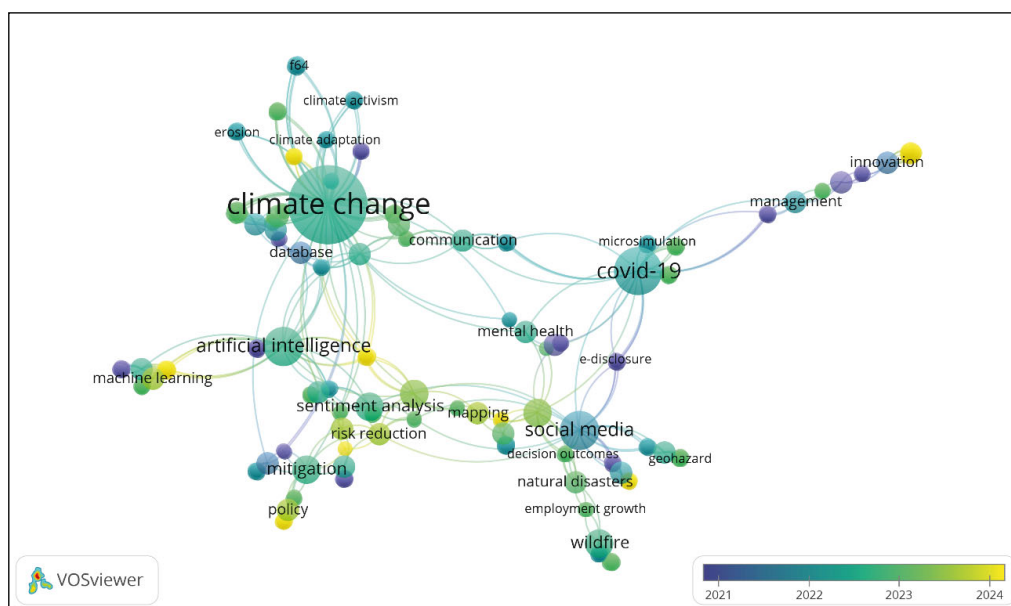 f64
climate activism
erosion
climate adaptation
innovation
climate change
management
communication
microsimulation
database
covid-19
mental health
artificial intelligence
e-disclosure
machine learning
sentiment analysis
mapping
social media
risk reduction
decision outcomes
geohazard
mitigation
natural disasters
policy
employment growth
wildfire
VOSviewer
2021
2022
2023
2024